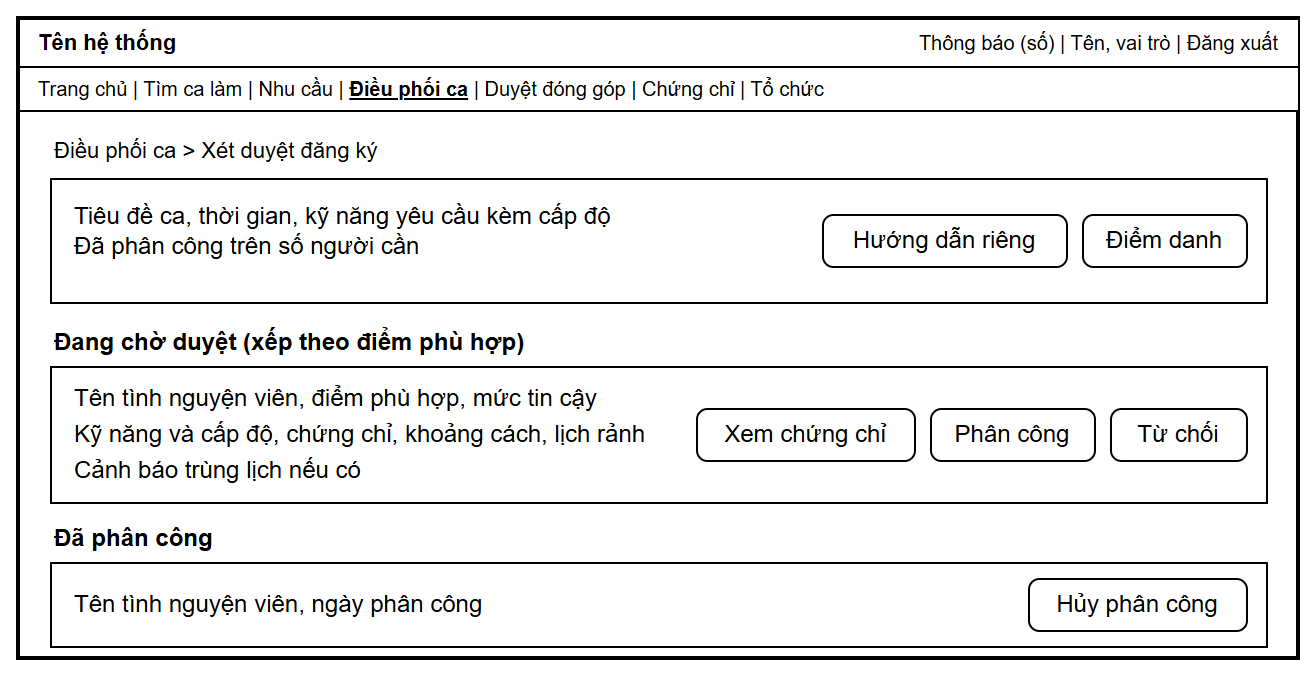 Tên hệ thống
Thông báo (số) | Tên, vai trò | Đăng xuất
Trang chủ | Tìm ca làm | Nhu cầu | Điều phối ca | Duyệt đóng góp | Chứng chỉ | Tổ chức
Điều phối ca > Xét duyệt đăng ký
Tiêu đề ca, thời gian, kỹ năng yêu cầu kèm cấp độ
Đã phân công trên số người cần
Hướng dẫn riêng
Điểm danh
Đang chờ duyệt (xếp theo điểm phù hợp)
Tên tình nguyện viên, điểm phù hợp, mức tin cậy
Kỹ năng và cấp độ, chứng chỉ, khoảng cách, lịch rảnh
Cảnh báo trùng lịch nếu có
Xem chứng chỉ
Phân công
Từ chối
Đã phân công
Tên tình nguyện viên, ngày phân công
Hủy phân công